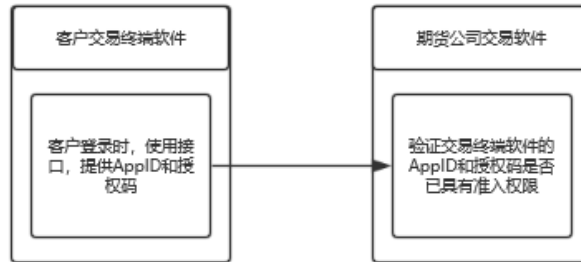 客户交易终端软件
期货公司交易软件
客户登录时，使用接
口，提供AppID和授
权码
验证交易终端软件的
AppID和授权码是否
已具有准入权限